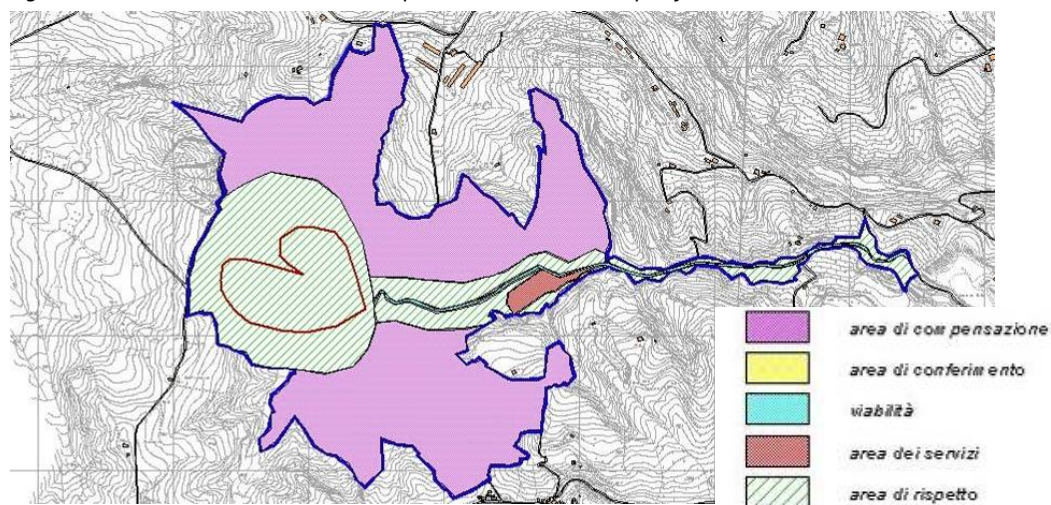 area di compensazione
area di conferimento
viabilità
area dei servizi
area di rispetto